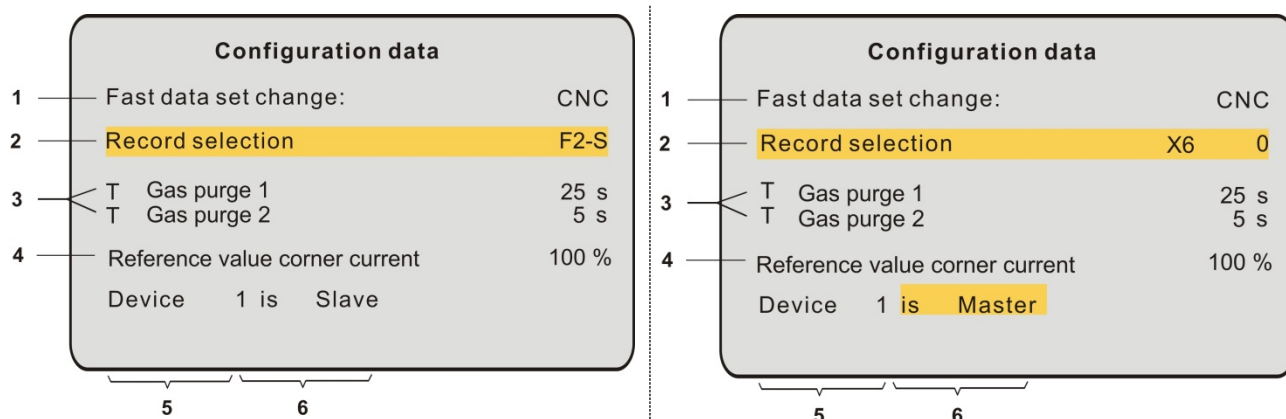 Configuration data
1 Fast data set change: CNC
2 Record selection F2-S
3 T Gas purge 1 25 s
T Gas purge 2 5 s
4 Reference value corner current 100 %
Device 1 is Slave
5 6
Configuration data
1 Fast data set change: CNC
2 Record selection X6 0
3 T Gas purge 1 25 s
T Gas purge 2 5 s
4 Reference value corner current 100 %
Device 1 is Master
5 6